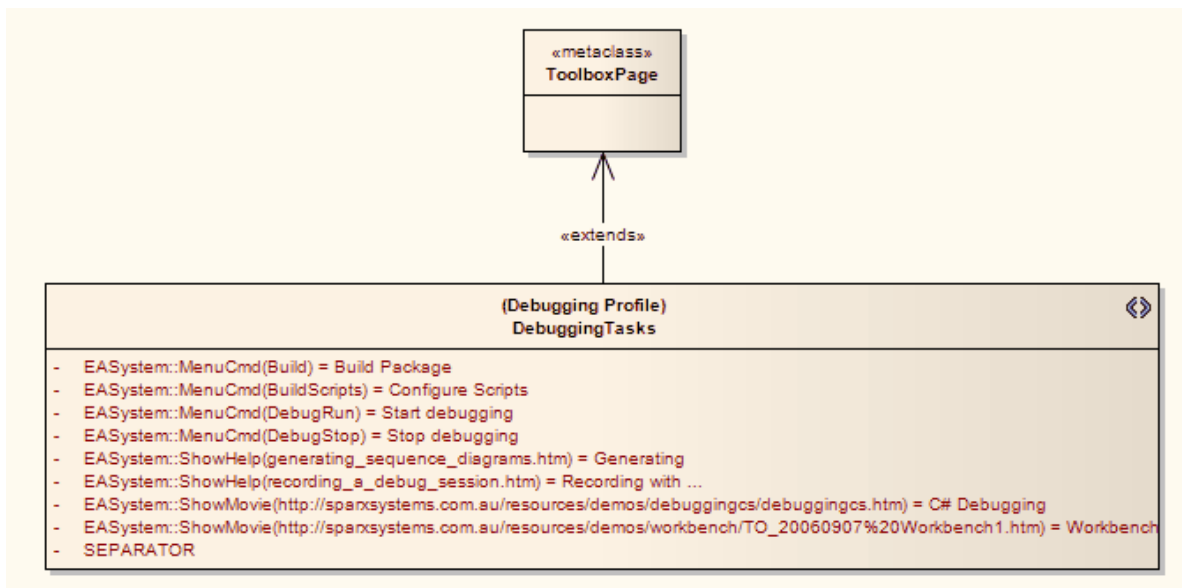 «metaclass»
ToolboxPage
«extends»
(Debugging Profile)
DebuggingTasks
- EASystem::MenuCmd(Build) = Build Package
- EASystem::MenuCmd(BuildScripts) = Configure Scripts
- EASystem::MenuCmd(DebugRun) = Start debugging
- EASystem::MenuCmd(DebugStop) = Stop debugging
- EASystem::ShowHelp(generating_sequence_diagrams.htm) = Generating
- EASystem::ShowHelp(recording_a_debug_session.htm) = Recording with ...
- EASystem::ShowMovie(http://sparxsystems.com.au/resources/demos/debuggingcs/debuggingcs.htm) = C# Debugging
- EASystem::ShowMovie(http://sparxsystems.com.au/resources/demos/workbench/TO_20060907%20Workbench1.htm) = Workbench
- SEPARATOR